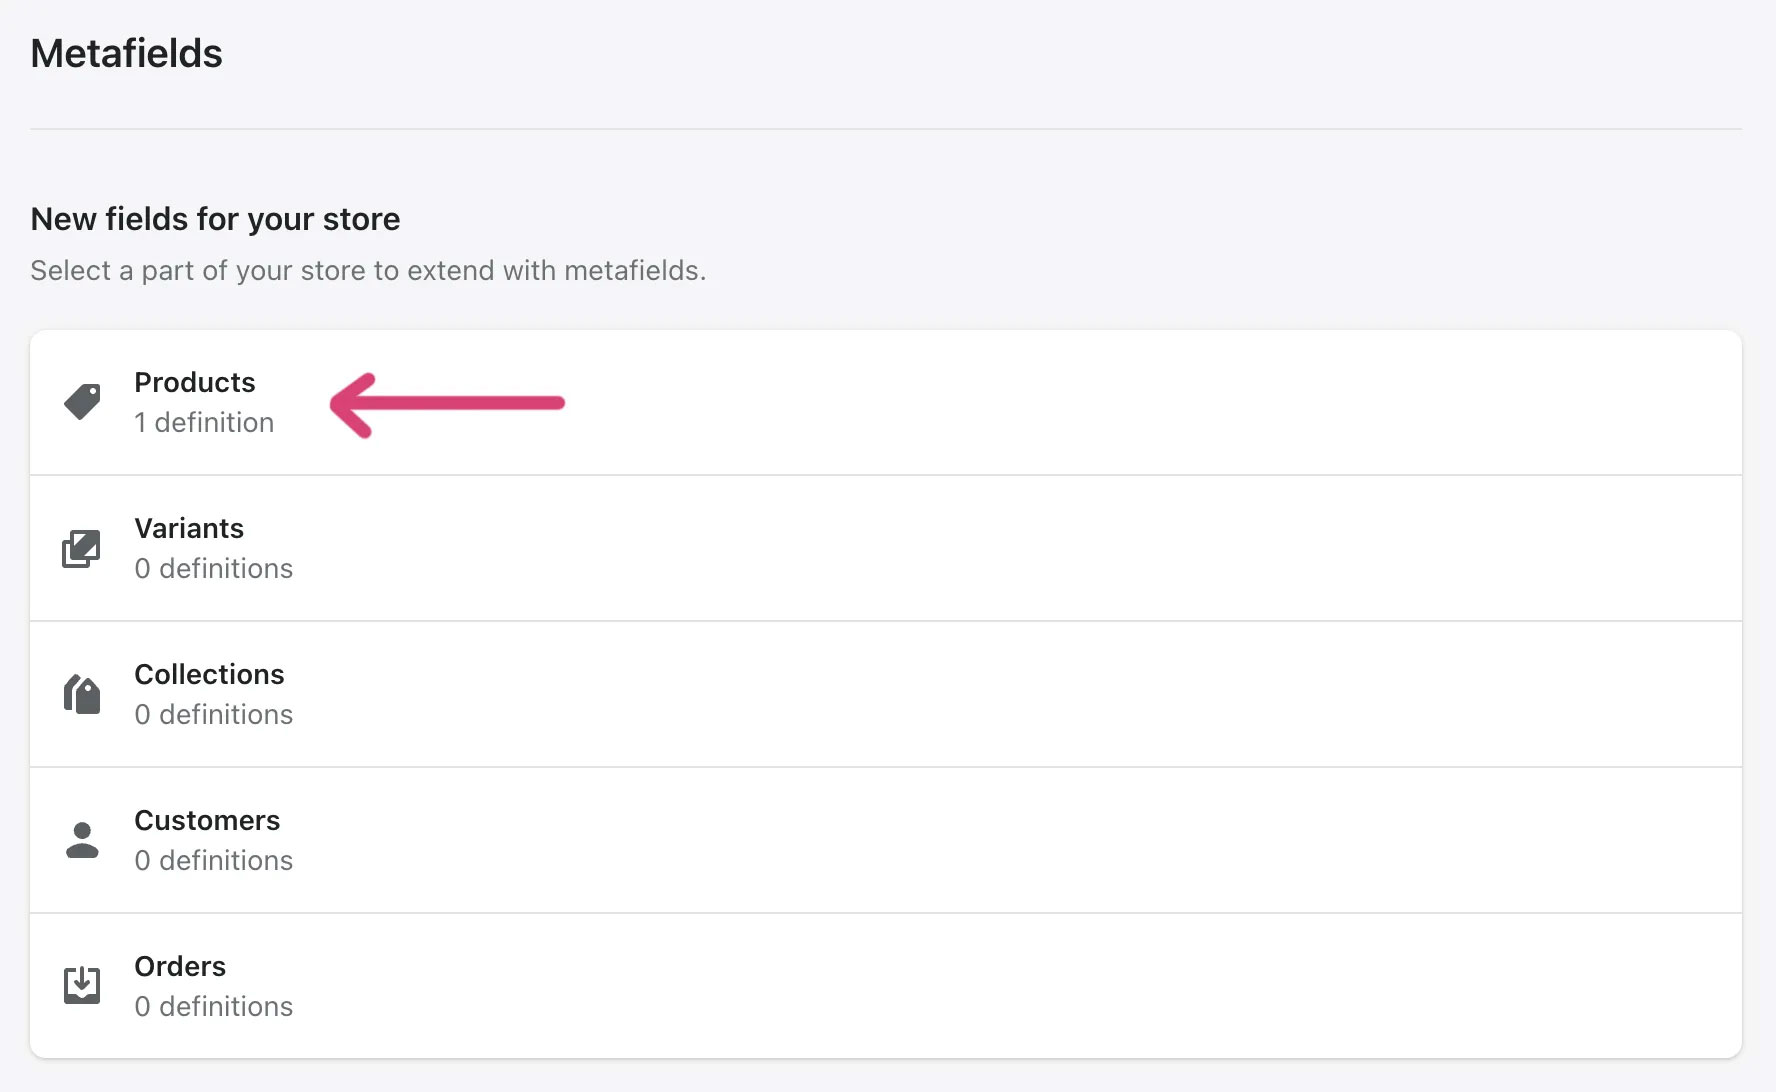 Metafields
New fields for your store
Select a part of your store to extend with metafields.
Products
1 definition
Variants
0 definitions
Collections
0 definitions
Customers
0 definitions
Orders
0 definitions